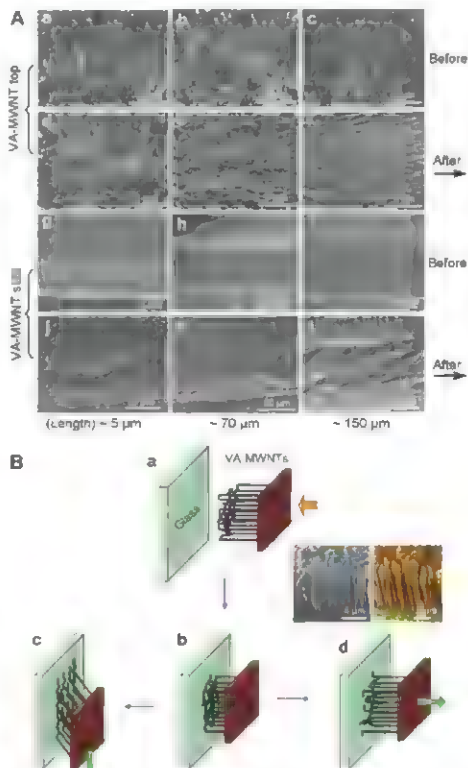 A
a b c
Before
VA-MWNT top
After
g h
Before
VA-MWNT
j
After
(Length) ~ 5 µm ~ 70 µm ~ 150 µm
B
a VA-MWNTs
Glass
c b d